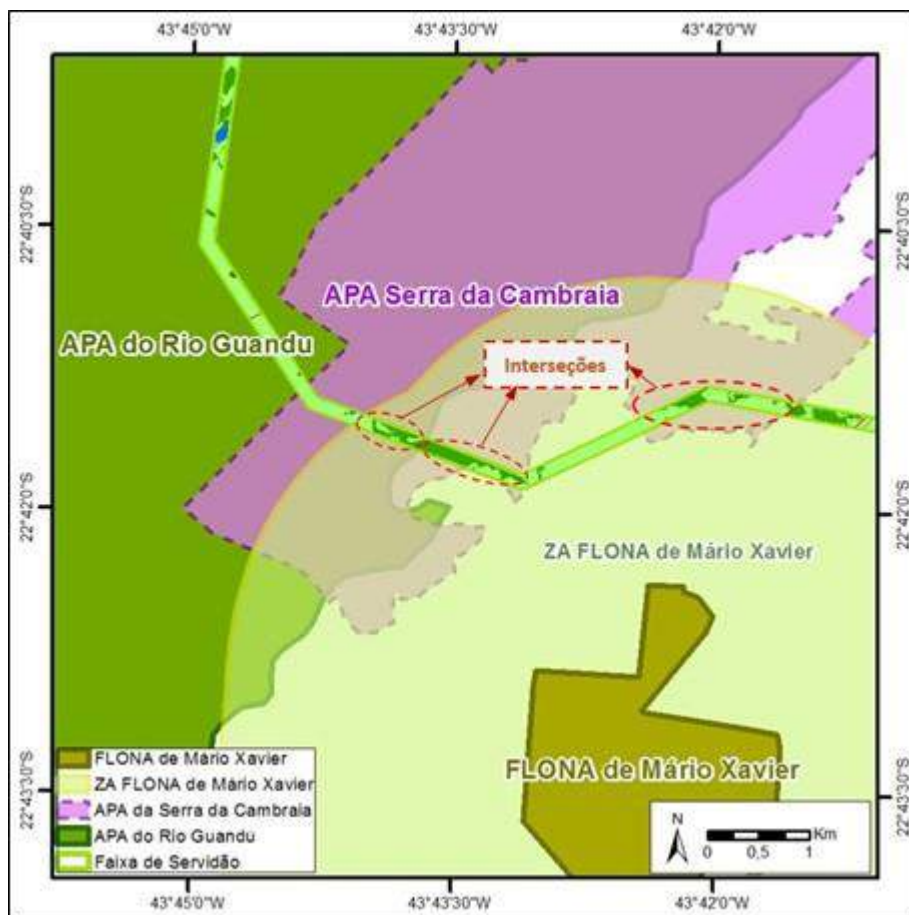 43°45'0"W
43°43'30"W
43°42'0"W
22°40'30"S
22°40'30"S
APA Serra da Cambraia
APA do Rio Guandu
Interseções
22°42'0"S
22°42'0"S
ZA FLONA de Mário Xavier
FLONA de Mário Xavier
22°43'30"S
22°43'30"S
FLONA de Mário Xavier
ZA FLONA de Mário Xavier
APA da Serra da Cambraia
APA do Rio Guandu
Faixa de Servidão
N
Km
0 0,5 1
43°45'0"W
43°43'30"W
43°42'0"W